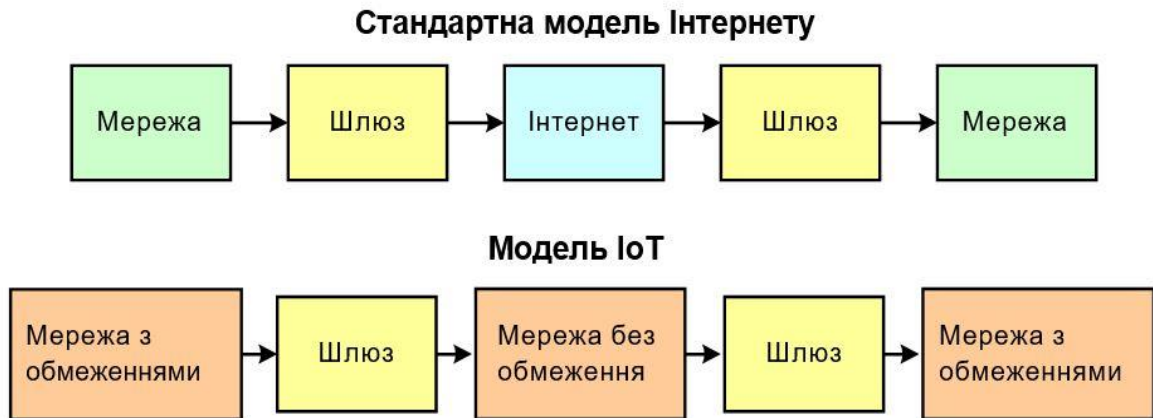 Стандартна модель Інтернету
Мережа
Шлюз
Інтернет
Шлюз
Мережа
Модель IoT
Мережа з
обмеженнями
Шлюз
Мережа без
обмеження
Шлюз
Мережа з
обмеженнями